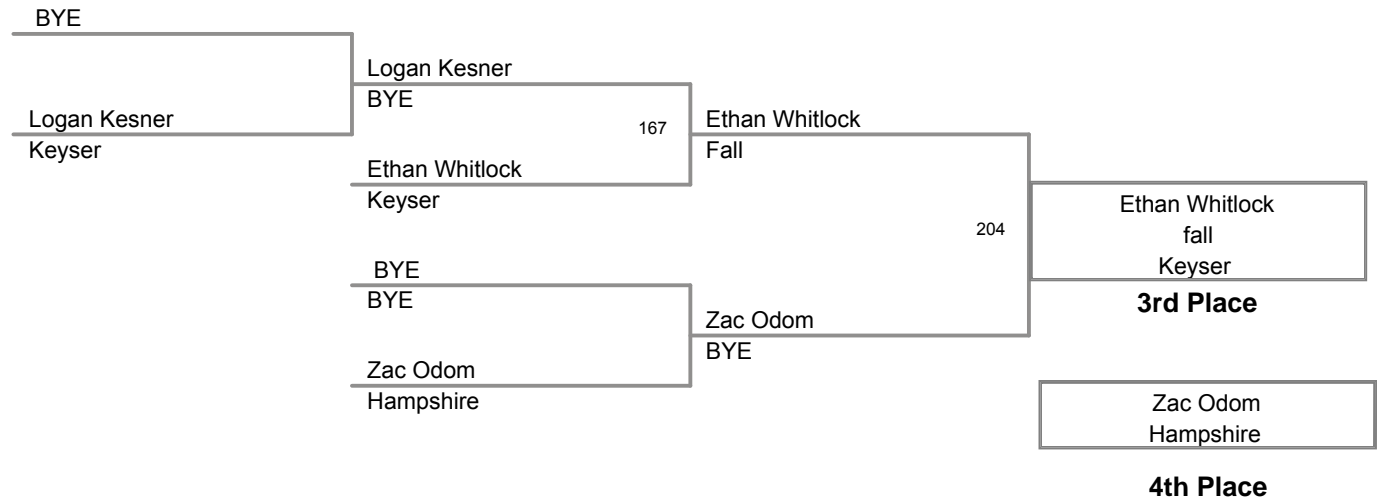 BYE
Logan Kesner
Keyser
Logan Kesner
BYE
167
Ethan Whitlock
Keyser
BYE
BYE
Zac Odom
Hampshire
Ethan Whitlock
Fall
204
Zac Odom
BYE
Ethan Whitlock
fall
Keyser
3rd Place
Zac Odom
Hampshire
4th Place